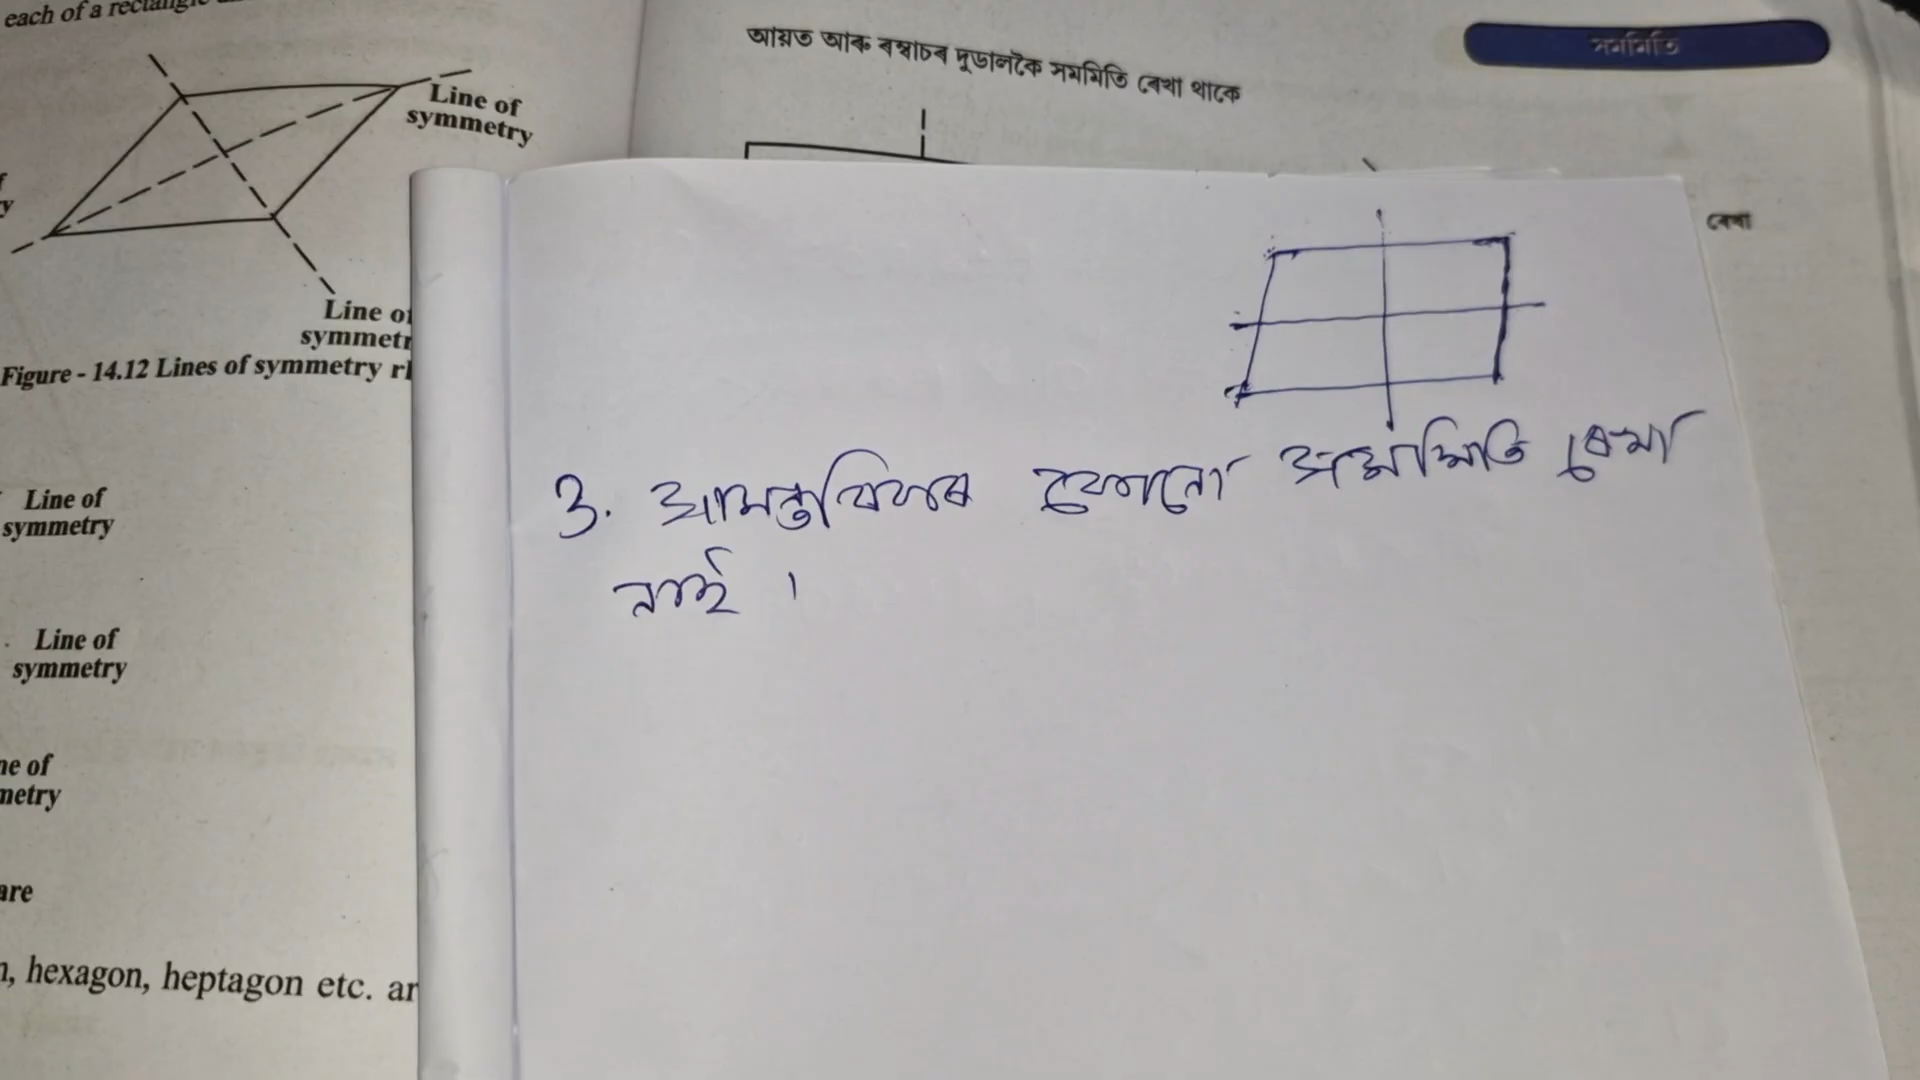 each of a rectangle
Line of
symmetry
Line of
symmetr
Figure - 14.12 Lines of symmetry r
Line of
symmetry
Line of
symmetry
ne of
metry
are
, hexagon, heptagon etc. ar
আয়ত আৰু ৰম্বাচৰ দুডালকৈ সমমিতি ৰেখা থাকে
সমমিতি
ৰেখা
3. সামন্তৰিকৰ কোনো সমমিতি ৰেখা
নাই ।